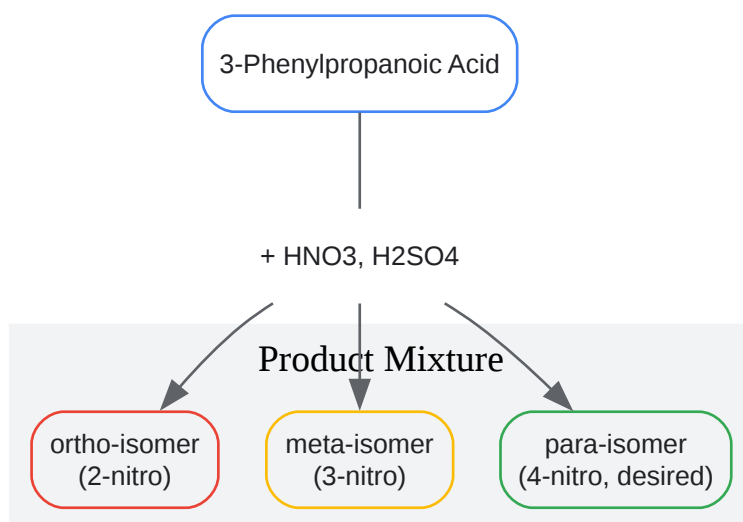 3-Phenylpropanoic Acid
+ HNO3, H2SO4
Product Mixture
ortho-isomer
(2-nitro)
meta-isomer
(3-nitro)
para-isomer
(4-nitro, desired)